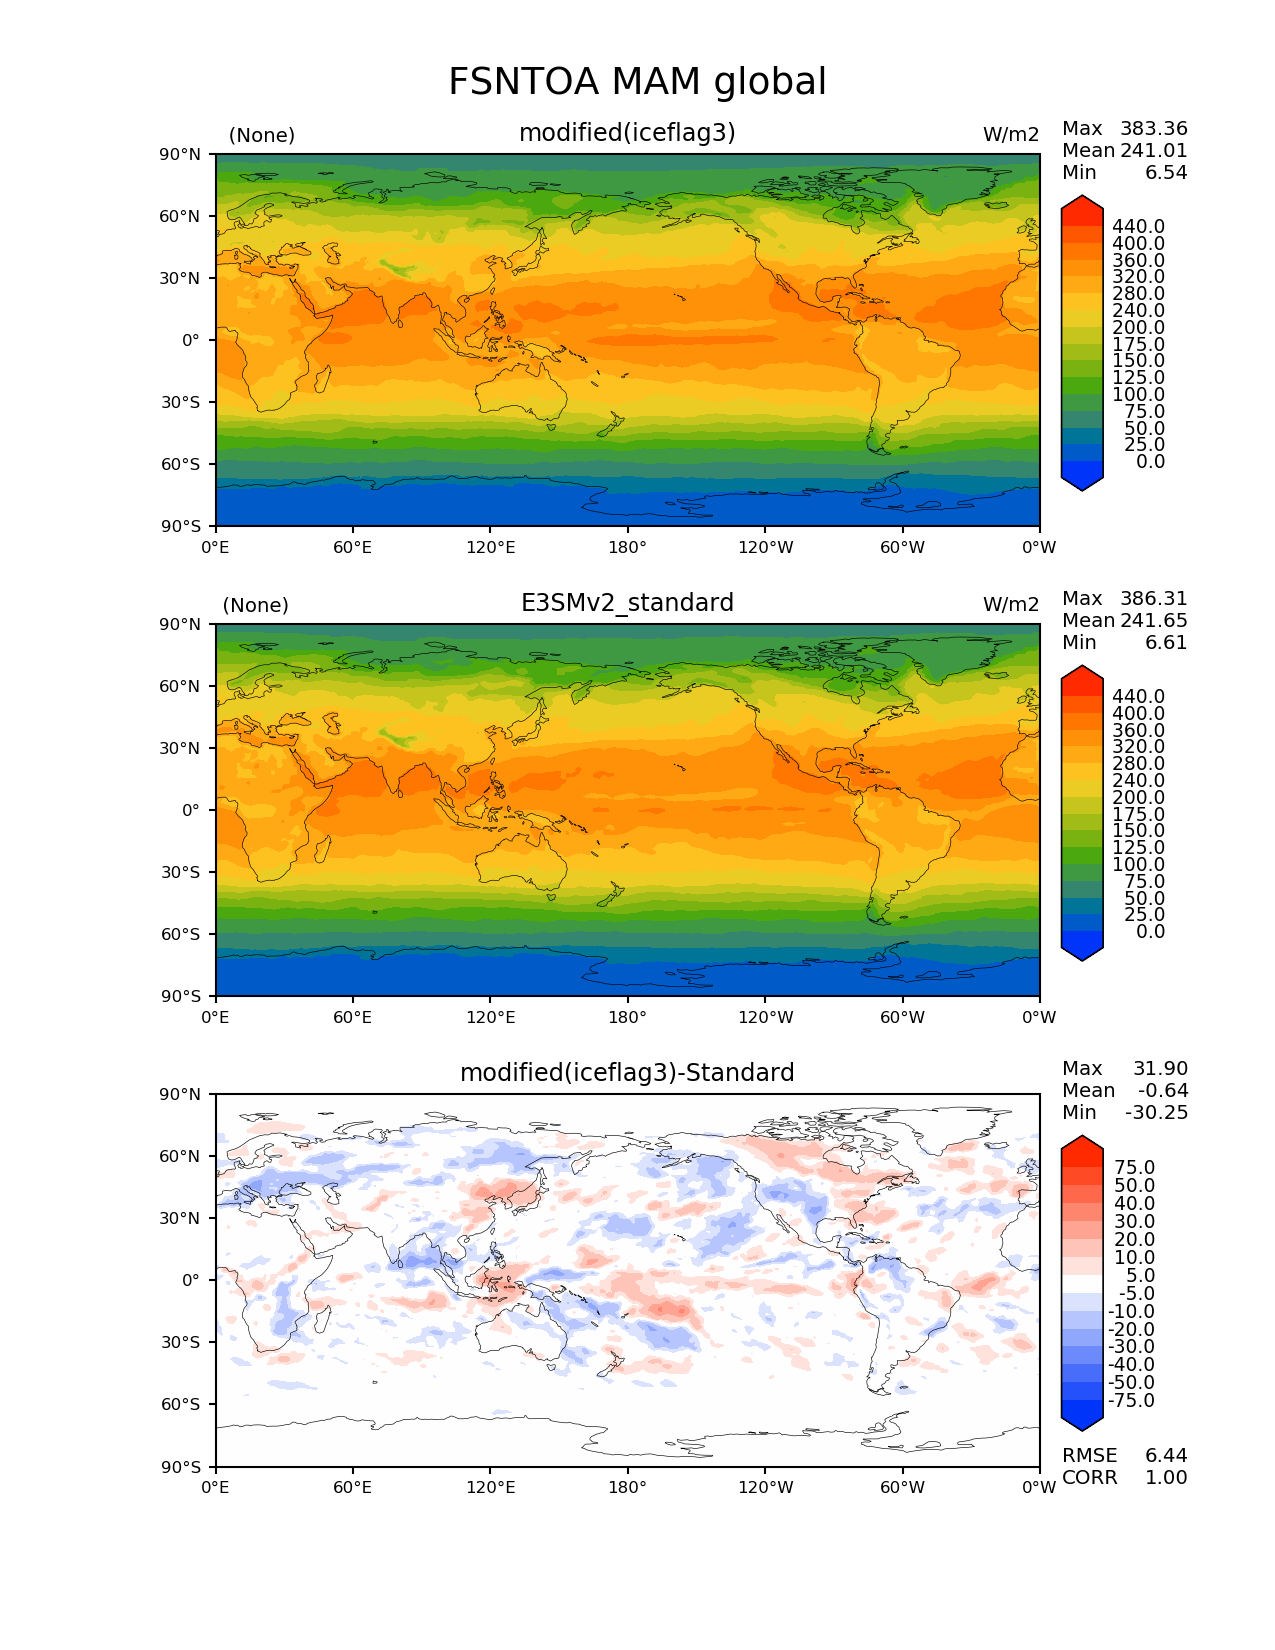 FSNTOA MAM global
(None) modified(iceflag3) W/m2
Max 383.36
Mean 241.01
Min 6.54
90°N
60°N
30°N
0°
30°S
60°S
90°S
0°E 60°E 120°E 180° 120°W 60°W 0°W
440.0
400.0
360.0
320.0
280.0
240.0
200.0
175.0
150.0
125.0
100.0
75.0
50.0
25.0
0.0
(None) E3SMv2_standard W/m2
Max 386.31
Mean 241.65
Min 6.61
90°N
60°N
30°N
0°
30°S
60°S
90°S
0°E 60°E 120°E 180° 120°W 60°W 0°W
440.0
400.0
360.0
320.0
280.0
240.0
200.0
175.0
150.0
125.0
100.0
75.0
50.0
25.0
0.0
modified(iceflag3)-Standard
Max 31.90
Mean -0.64
Min -30.25
90°N
60°N
30°N
0°
30°S
60°S
90°S
0°E 60°E 120°E 180° 120°W 60°W 0°W
75.0
50.0
40.0
30.0
20.0
10.0
5.0
-5.0
-10.0
-20.0
-30.0
-40.0
-50.0
-75.0
RMSE 6.44
CORR 1.00